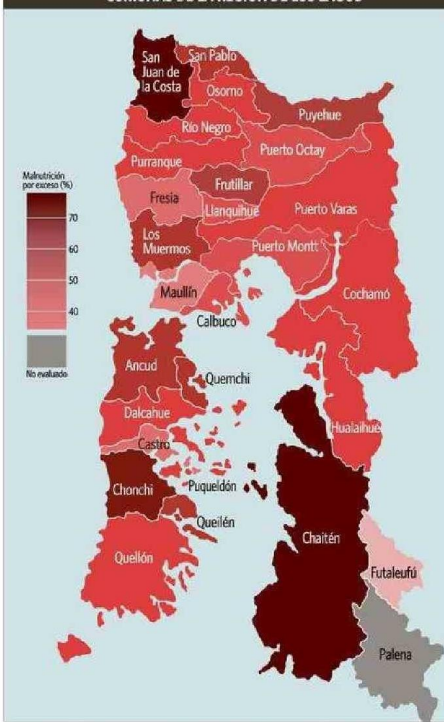 San
Juan de
la Costa
San Pablo
Osorno
Puyehue
Río Negro
Puerto Octay
Purranque
Malnutrición
por exceso (%)
70
60
50
40
No evaluado
Fresia
Frutillar
Llanquihue
Puerto Varas
Los
Muermos
Puerto Montt
Maullín
Cochamó
Calbuco
Ancud
Quemchi
Dalcahue
Hualaihué
Castro
Chonchi
Puqueldón
Queilén
Chaitén
Quellón
Futaleufú
Palena